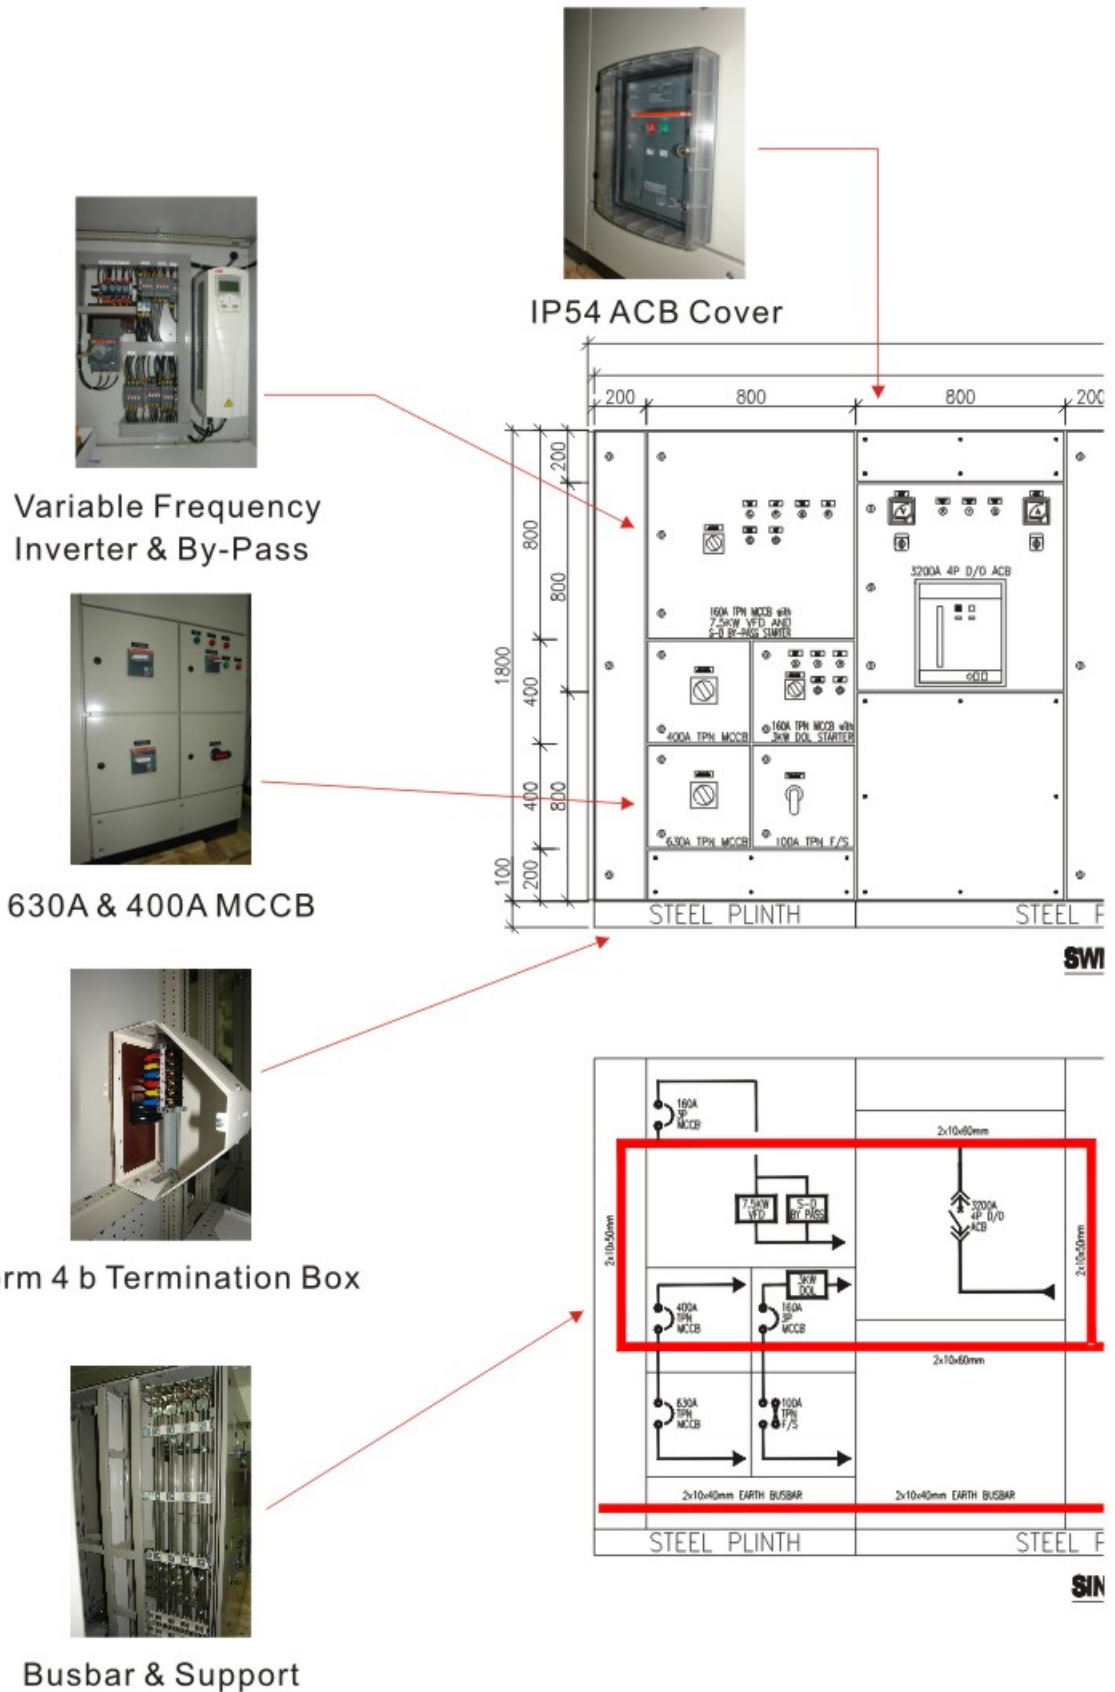 IP54 ACB Cover
Variable Frequency
Inverter & By-Pass
630A & 400A MCCB
rm 4 b Termination Box
Busbar & Support
200
800
800
200
200
800
800
1800
400
400
800
100
200
3200A 4P D/O ACB
160A TPN MCCB with
7.5KW VFD AND
S-D BY-PASS STARTER
400A TPN MCCB
160A TPN MCCB with
3KW DOL STARTER
630A TPN MCCB
100A TPN F/S
STEEL PLINTH
STEEL P
SWI
160A
3P
MCCB
2x10x60mm
7.5KW
VFD
S-D
BY PASS
3200A
4P D/O
ACB
2x10x50mm
2x10x50mm
400A
TPN
MCCB
3KW
DOL
160A
3P
MCCB
2x10x60mm
630A
TPN
MCCB
100A
TPN
F/S
2x10x40mm EARTH BUSBAR
2x10x40mm EARTH BUSBAR
STEEL PLINTH
STEEL P
SIN